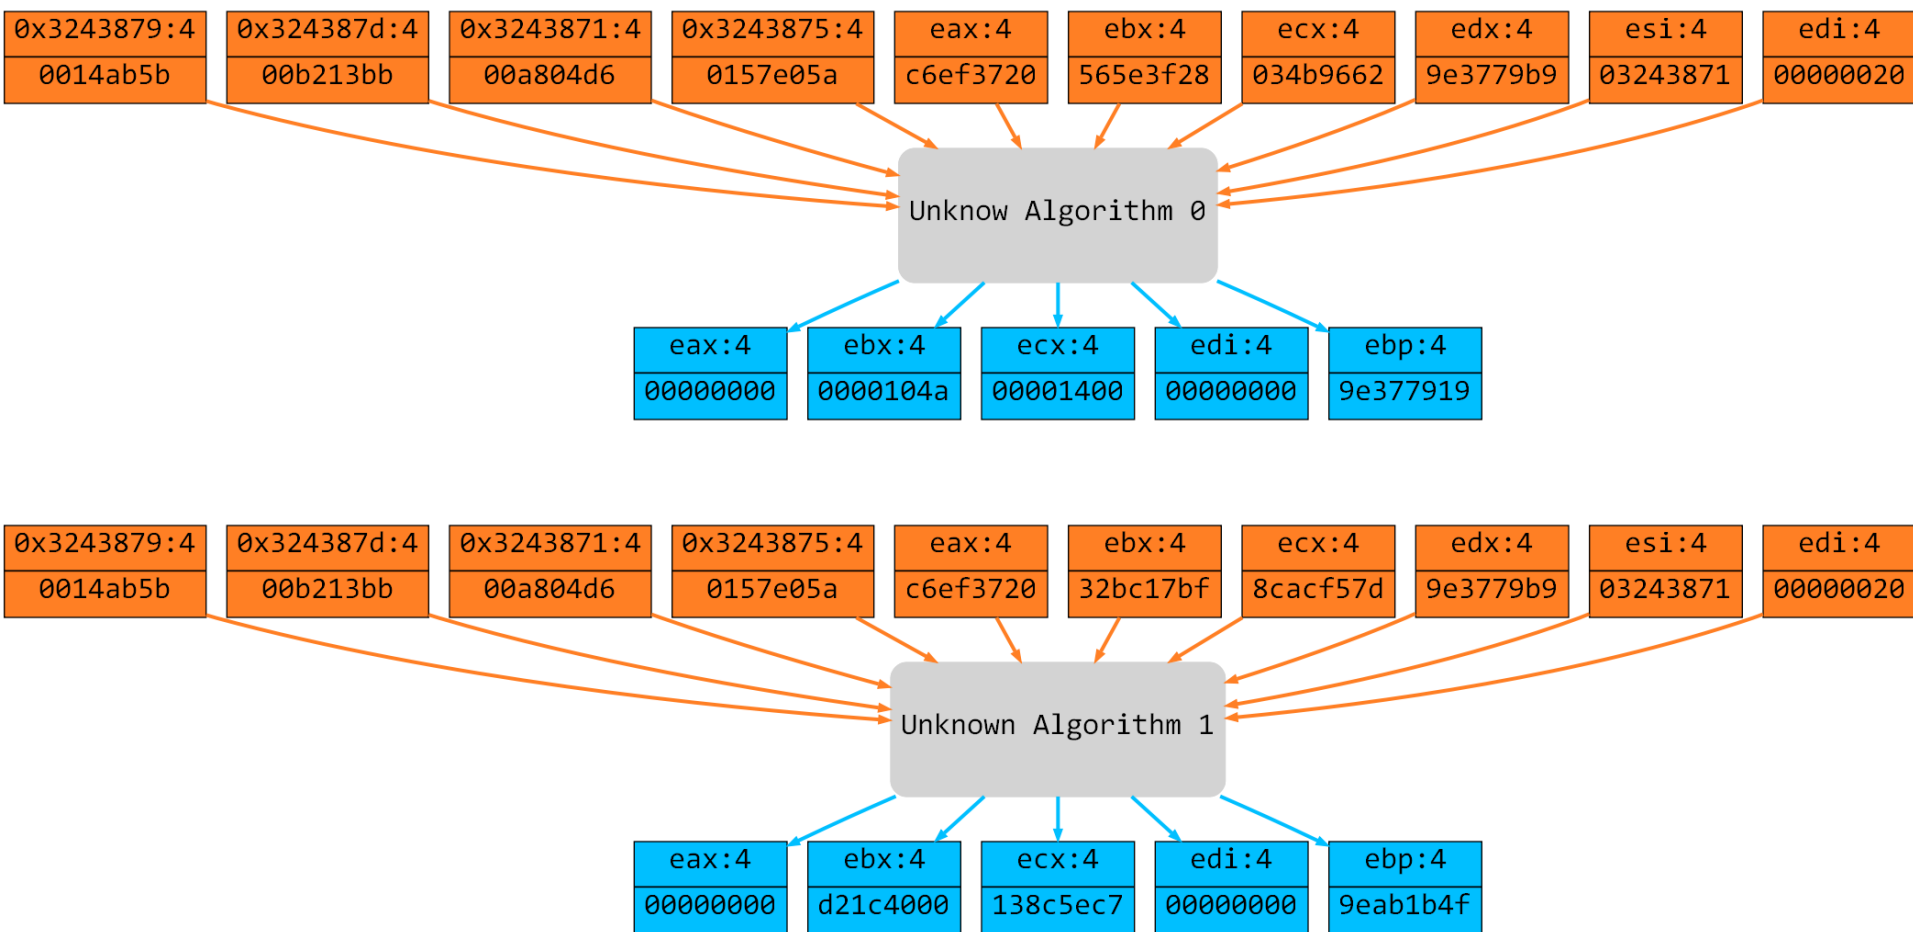 0x3243879:4 0x324387d:4 0x3243871:4 0x3243875:4 eax:4 ebx:4 ecx:4 edx:4 esi:4 edi:4
0014ab5b 00b213bb 00a804d6 0157e05a c6ef3720 565e3f28 034b9662 9e3779b9 03243871 00000020
Unknow Algorithm 0
eax:4 ebx:4 ecx:4 edi:4 ebp:4
00000000 0000104a 00001400 00000000 9e377919
0x3243879:4 0x324387d:4 0x3243871:4 0x3243875:4 eax:4 ebx:4 ecx:4 edx:4 esi:4 edi:4
0014ab5b 00b213bb 00a804d6 0157e05a c6ef3720 32bc17bf 8cacf57d 9e3779b9 03243871 00000020
Unknown Algorithm 1
eax:4 ebx:4 ecx:4 edi:4 ebp:4
00000000 d21c4000 138c5ec7 00000000 9eab1b4f